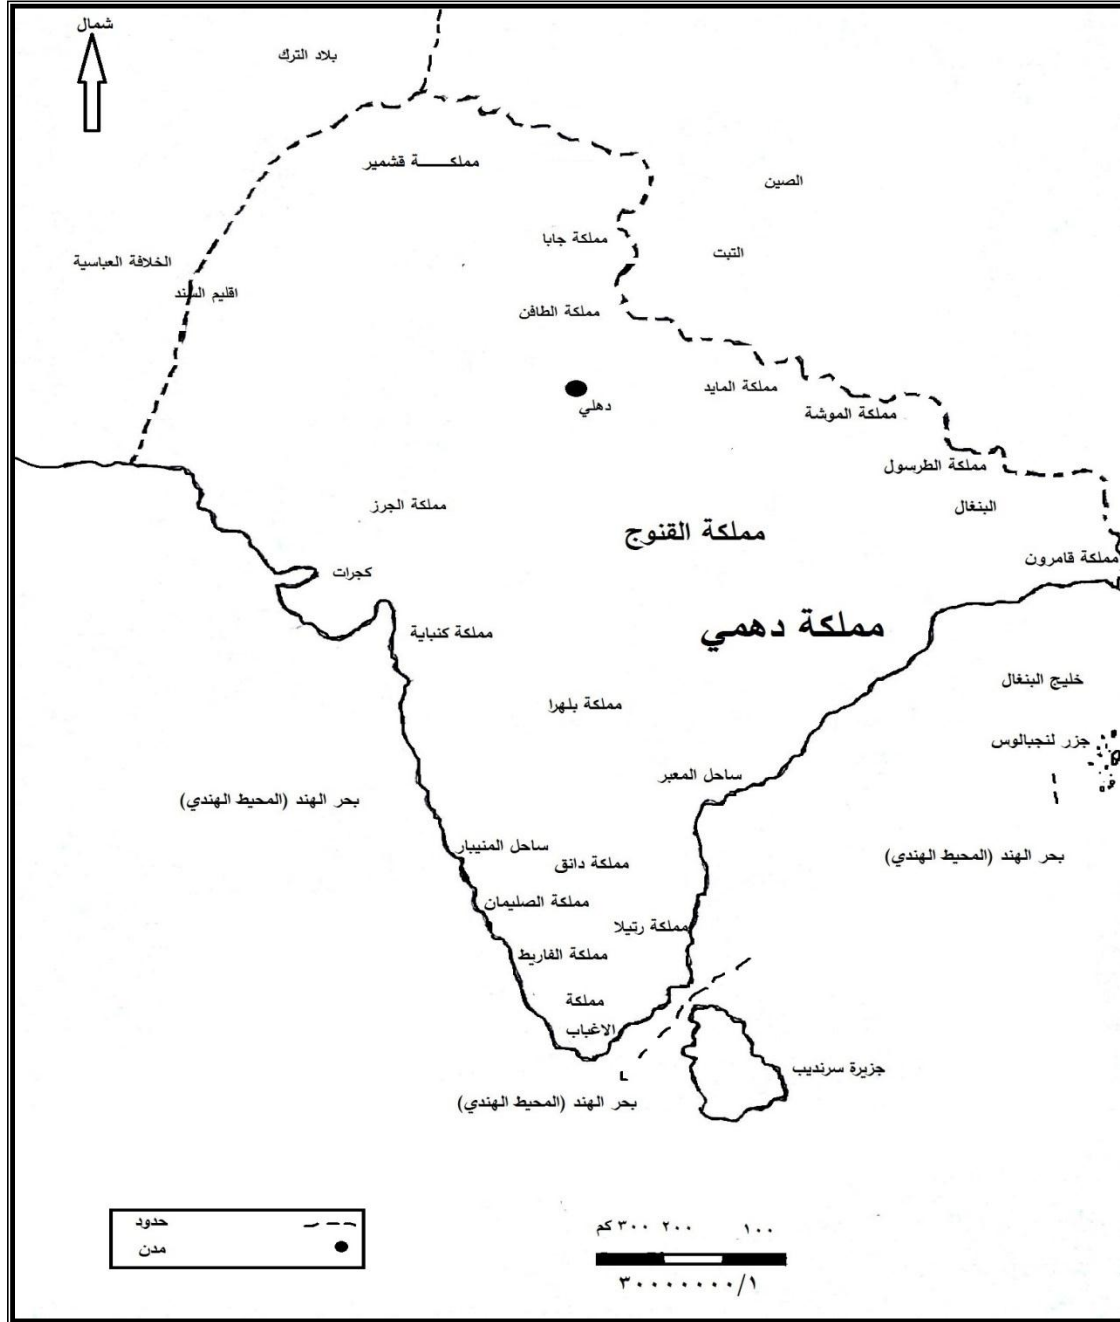 شمال
بلاد الترك
مملكـــــــة قشمير
الصين
مملكة جابا
التبت
الخلافة العباسية
اقليم السند
مملكة الطافن
مملكة المايد
دهلي
مملكة الموشة
مملكة الطرسول
مملكة الجرز
البنغال
مملكة القنوج
مملكة قامرون
كجرات
مملكة دهمي
مملكة كنباية
خليج البنغال
مملكة بلهرا
جزر لنجبالوس
ساحل المعبر
بحر الهند (المحيط الهندي)
ساحل المنيبار
بحر الهند (المحيط الهندي)
مملكة دانق
مملكة الصليمان
مملكة رتيلا
مملكة الفاريط
مملكة
الاغباب
جزيرة سرنديب
بحر الهند (المحيط الهندي)
حدود
مدن
١٠٠ ٢٠٠ ٣٠٠ كم
٣٠٠٠٠٠٠٠/١